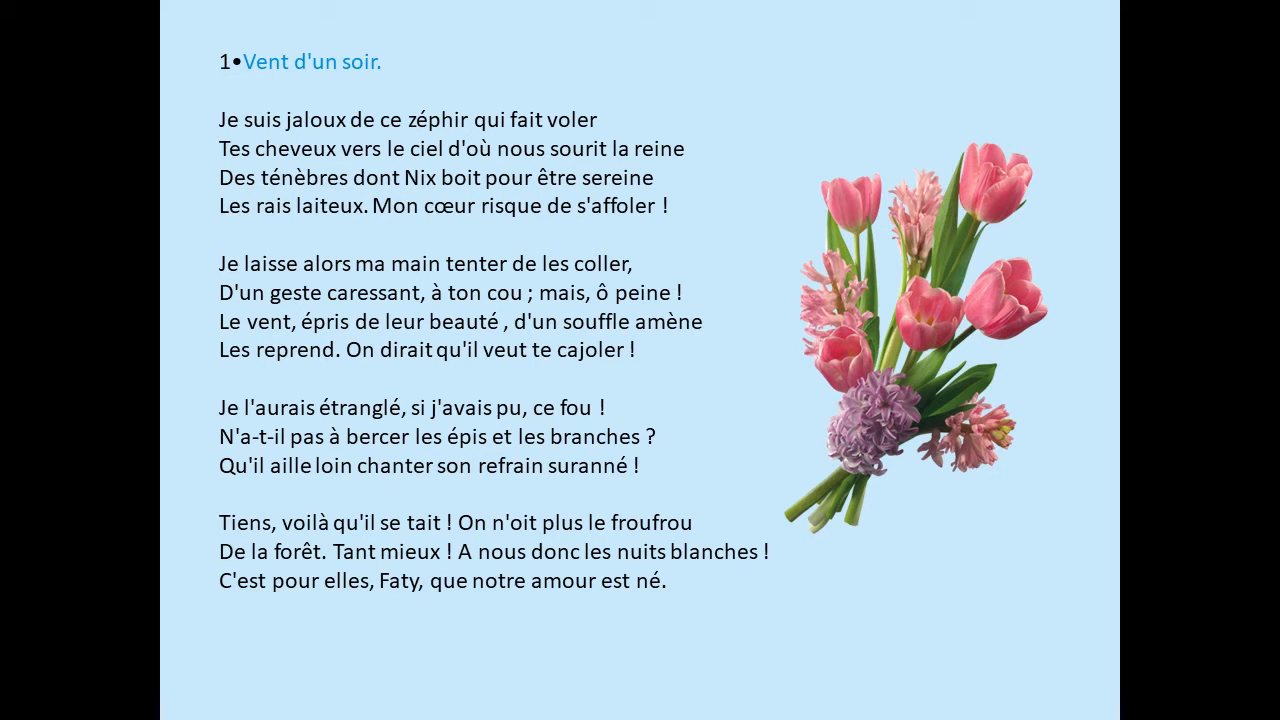 1•Vent d'un soir.
Je suis jaloux de ce zéphir qui fait voler
Tes cheveux vers le ciel d'où nous sourit la reine
Des ténèbres dont Nix boit pour être sereine
Les rais laiteux. Mon cœur risque de s'affoler !
Je laisse alors ma main tenter de les coller,
D'un geste caressant, à ton cou ; mais, ô peine !
Le vent, épris de leur beauté , d'un souffle amène
Les reprend. On dirait qu'il veut te cajoler !
Je l'aurais étranglé, si j'avais pu, ce fou !
N'a-t-il pas à bercer les épis et les branches ?
Qu'il aille loin chanter son refrain suranné !
Tiens, voilà qu'il se tait ! On n'oit plus le froufrou
De la forêt. Tant mieux ! A nous donc les nuits blanches !
C'est pour elles, Faty, que notre amour est né.